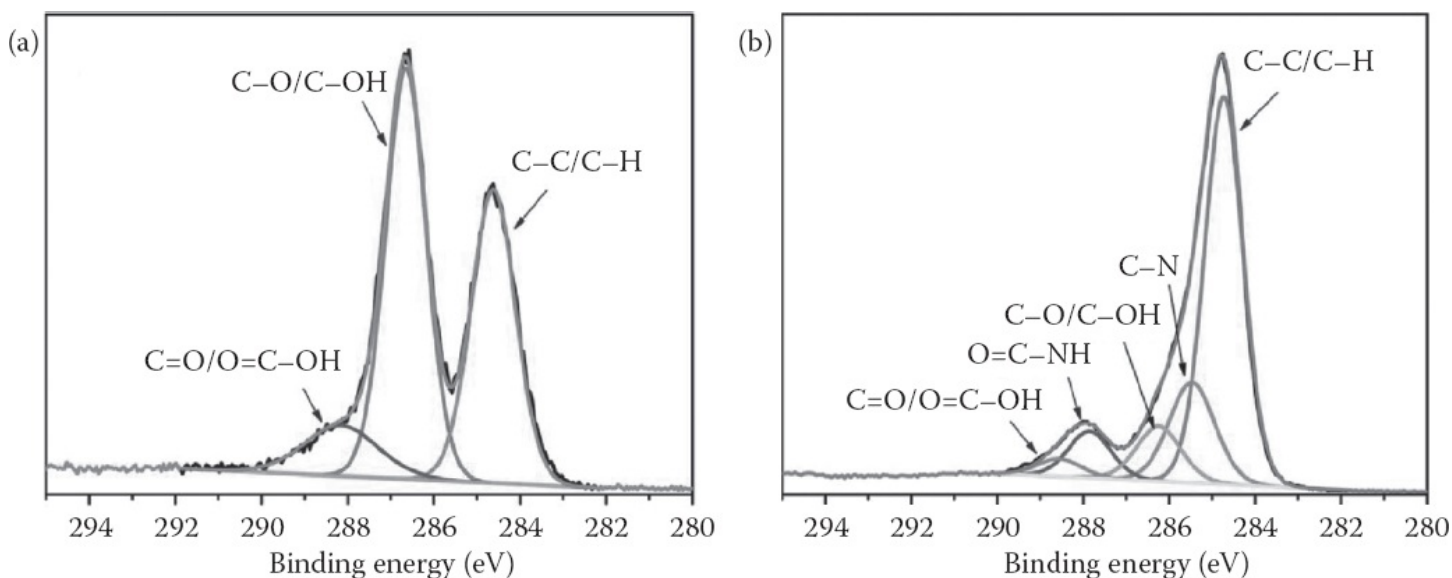 (a)
C–O/C–OH
C–C/C–H
C=O/O=C–OH
294 292 290 288 286 284 282 280
Binding energy (eV)
(b)
C–C/C–H
C–N
C–O/C–OH
O=C–NH
C=O/O=C–OH
294 292 290 288 286 284 282 280
Binding energy (eV)